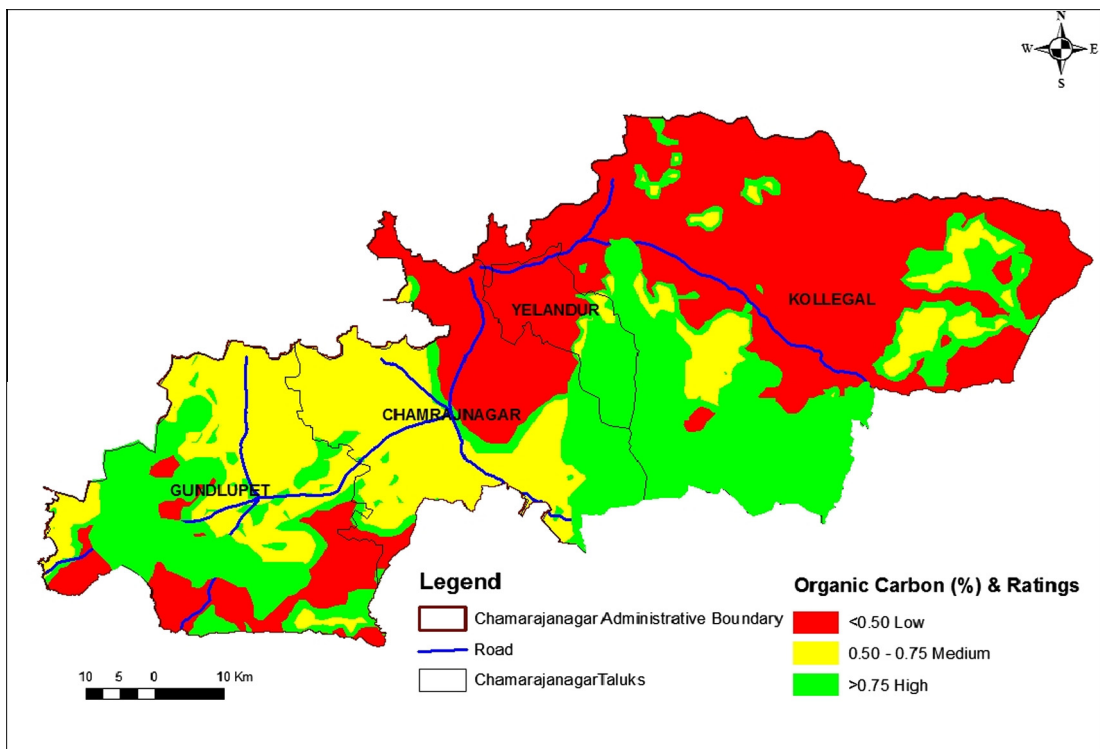 N
W E
S
KOLLEGAL
YELANDUR
CHAMRAJNAGAR
GUNDLUPET
Legend
Chamarajanagar Administrative Boundary
Road
ChamarajanagarTaluks
Organic Carbon (%) & Ratings
<0.50 Low
0.50 - 0.75 Medium
>0.75 High
10 5 0 10 Km